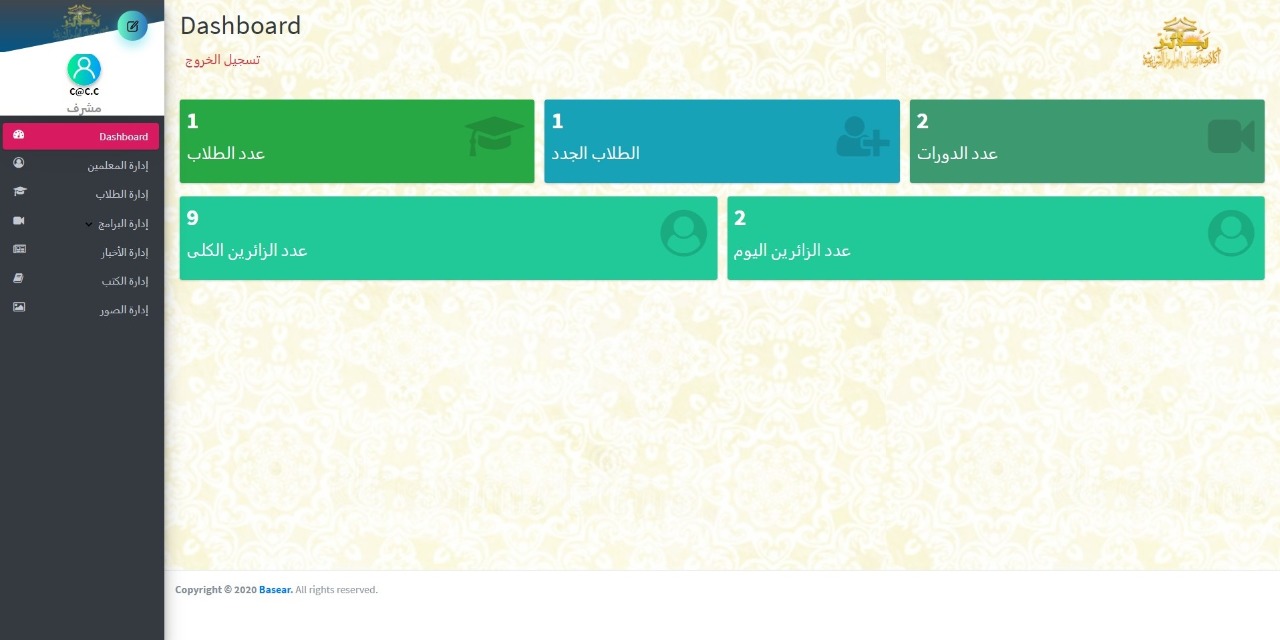 c@c.c
مشرف
Dashboard
إدارة المعلمين
إدارة الطلاب
إدارة البرامج
إدارة الأخبار
إدارة الكتب
إدارة الصور
Dashboard
تسجيل الخروج
بصائر
1
عدد الطلاب
1
الطلاب الجدد
2
عدد الدورات
9
عدد الزائرين الكلى
2
عدد الزائرين اليوم
Copyright © 2020 Basear. All rights reserved.